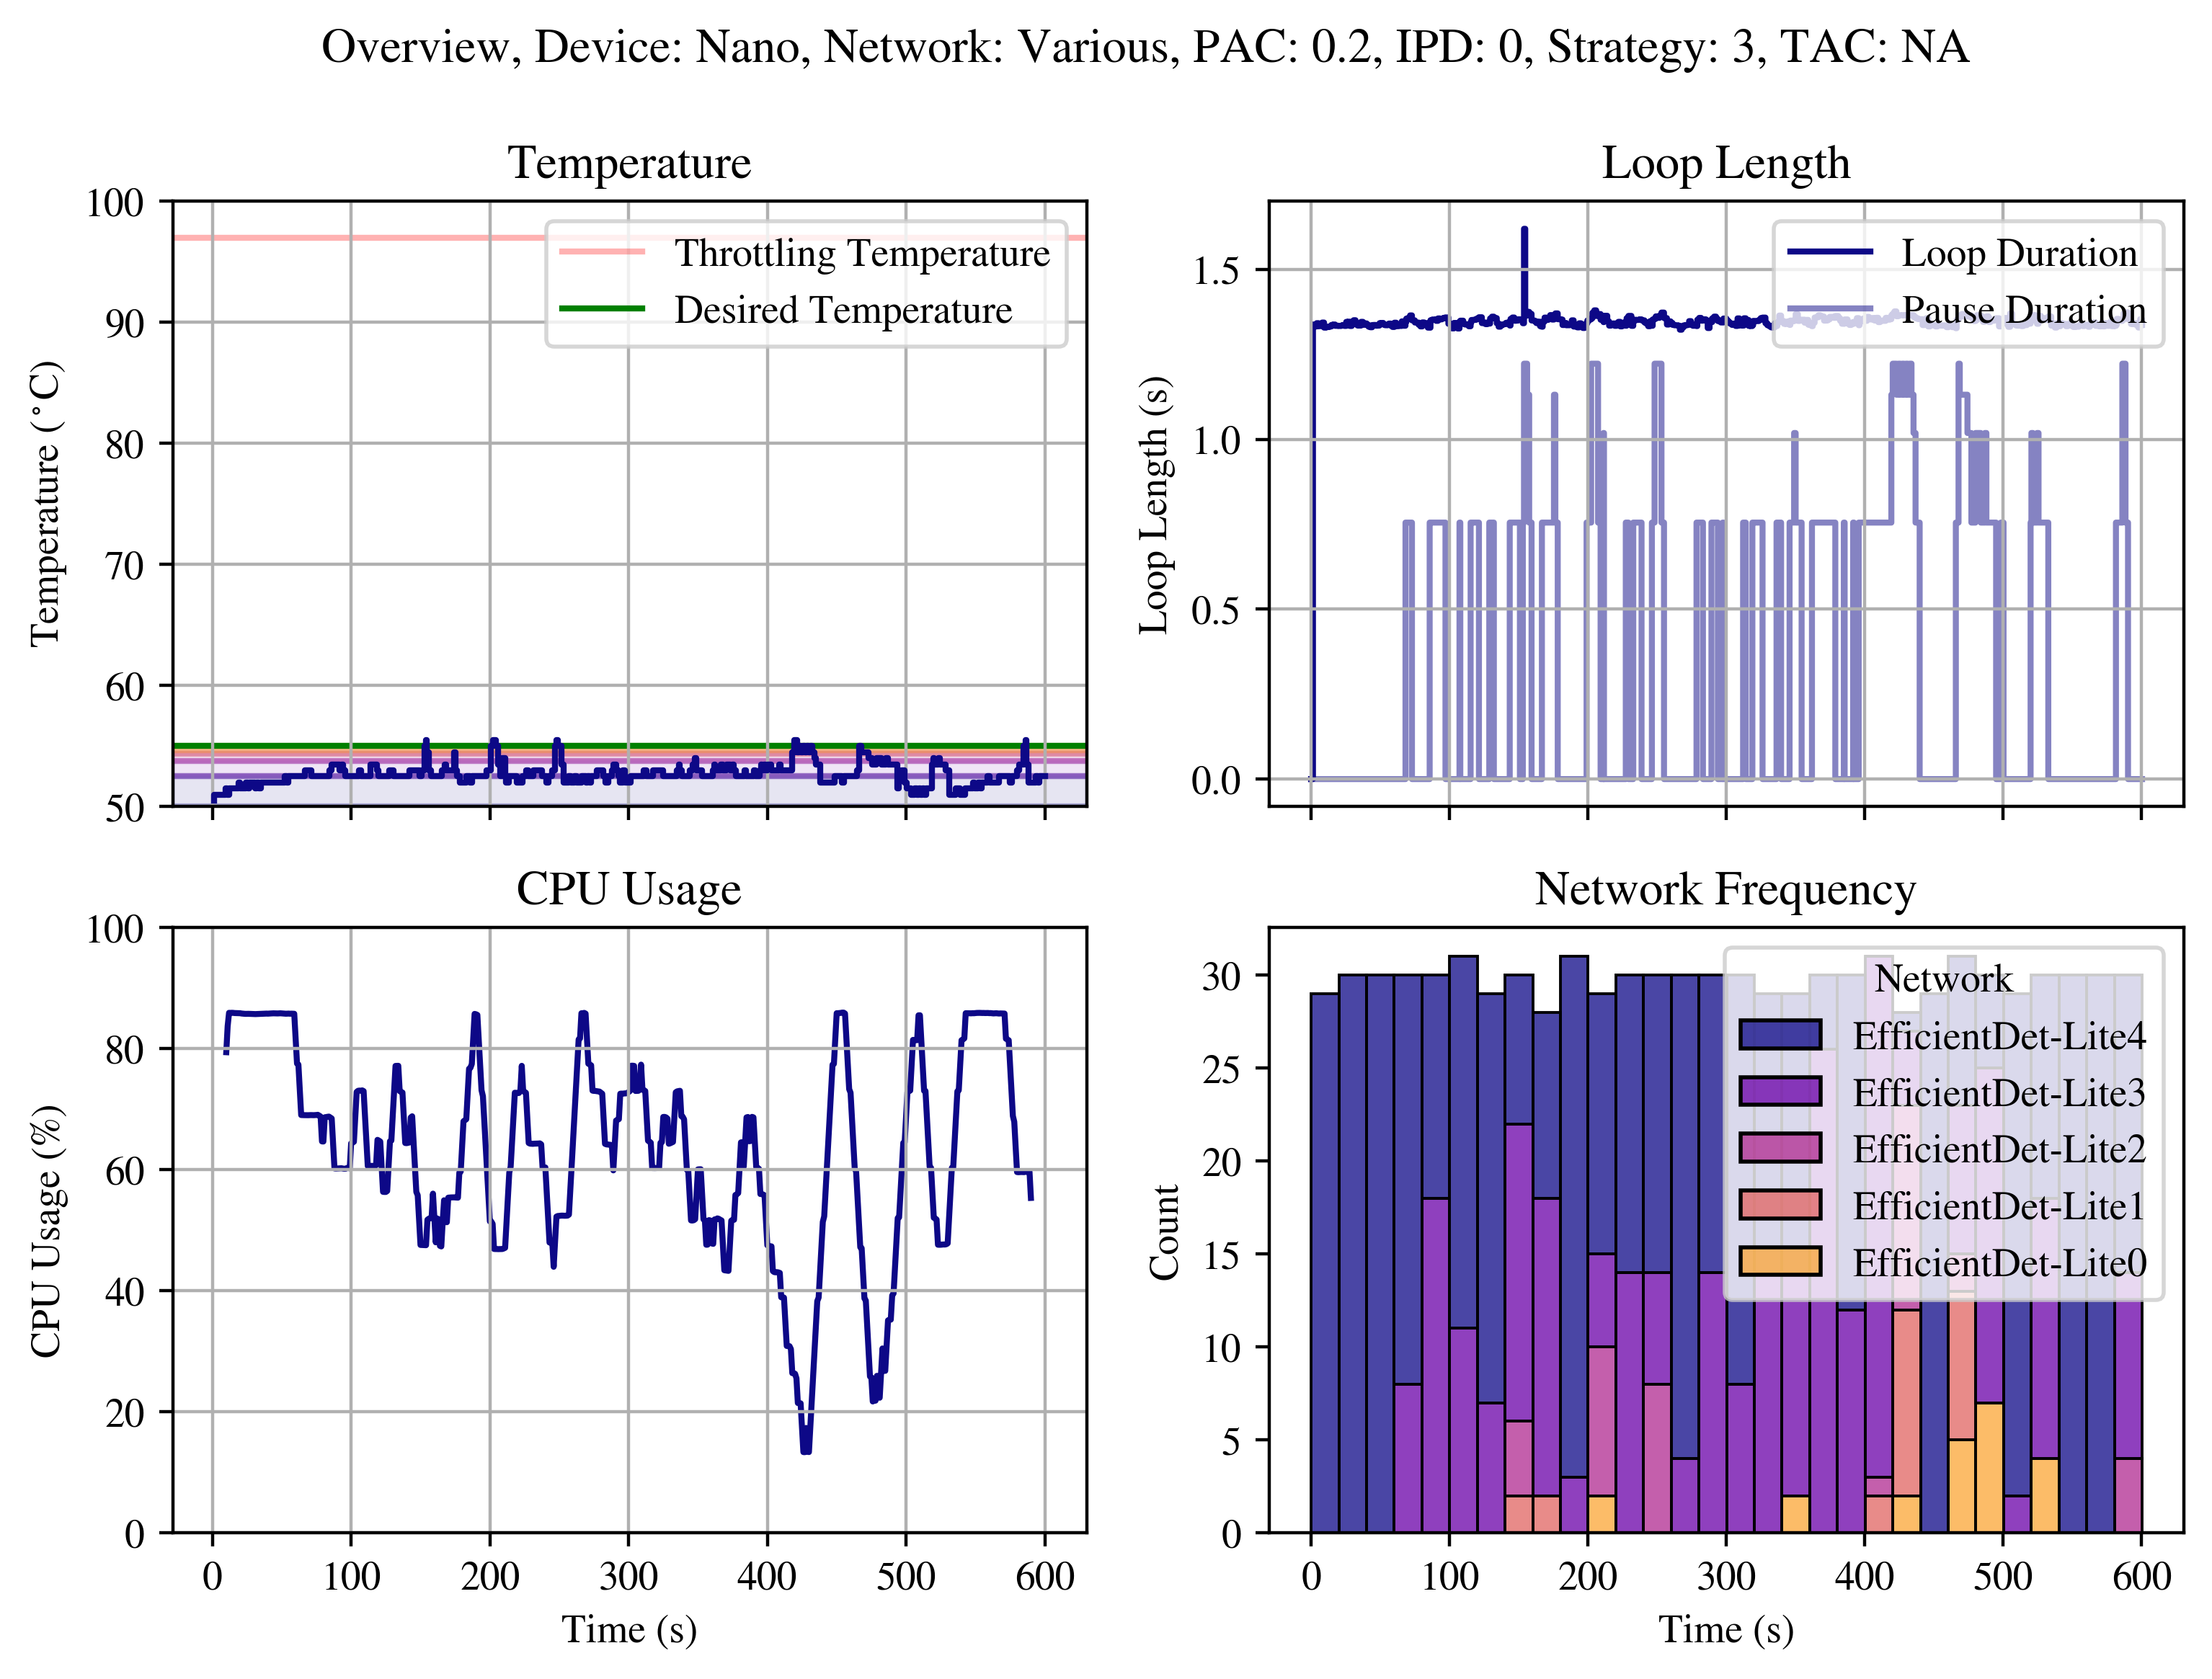 Overview, Device: Nano, Network: Various, PAC: 0.2, IPD: 0, Strategy: 3, TAC: NA
Temperature
100
90
80
70
60
50
Temperature (°C)
Throttling Temperature
Desired Temperature
Loop Length
1.5
1.0
0.5
0.0
Loop Length (s)
Loop Duration
Pause Duration
CPU Usage
100
80
60
40
20
0
CPU Usage (%)
0 100 200 300 400 500 600
Time (s)
Network Frequency
30
25
20
15
10
5
0
Count
Network
EfficientDet-Lite4
EfficientDet-Lite3
EfficientDet-Lite2
EfficientDet-Lite1
EfficientDet-Lite0
0 100 200 300 400 500 600
Time (s)